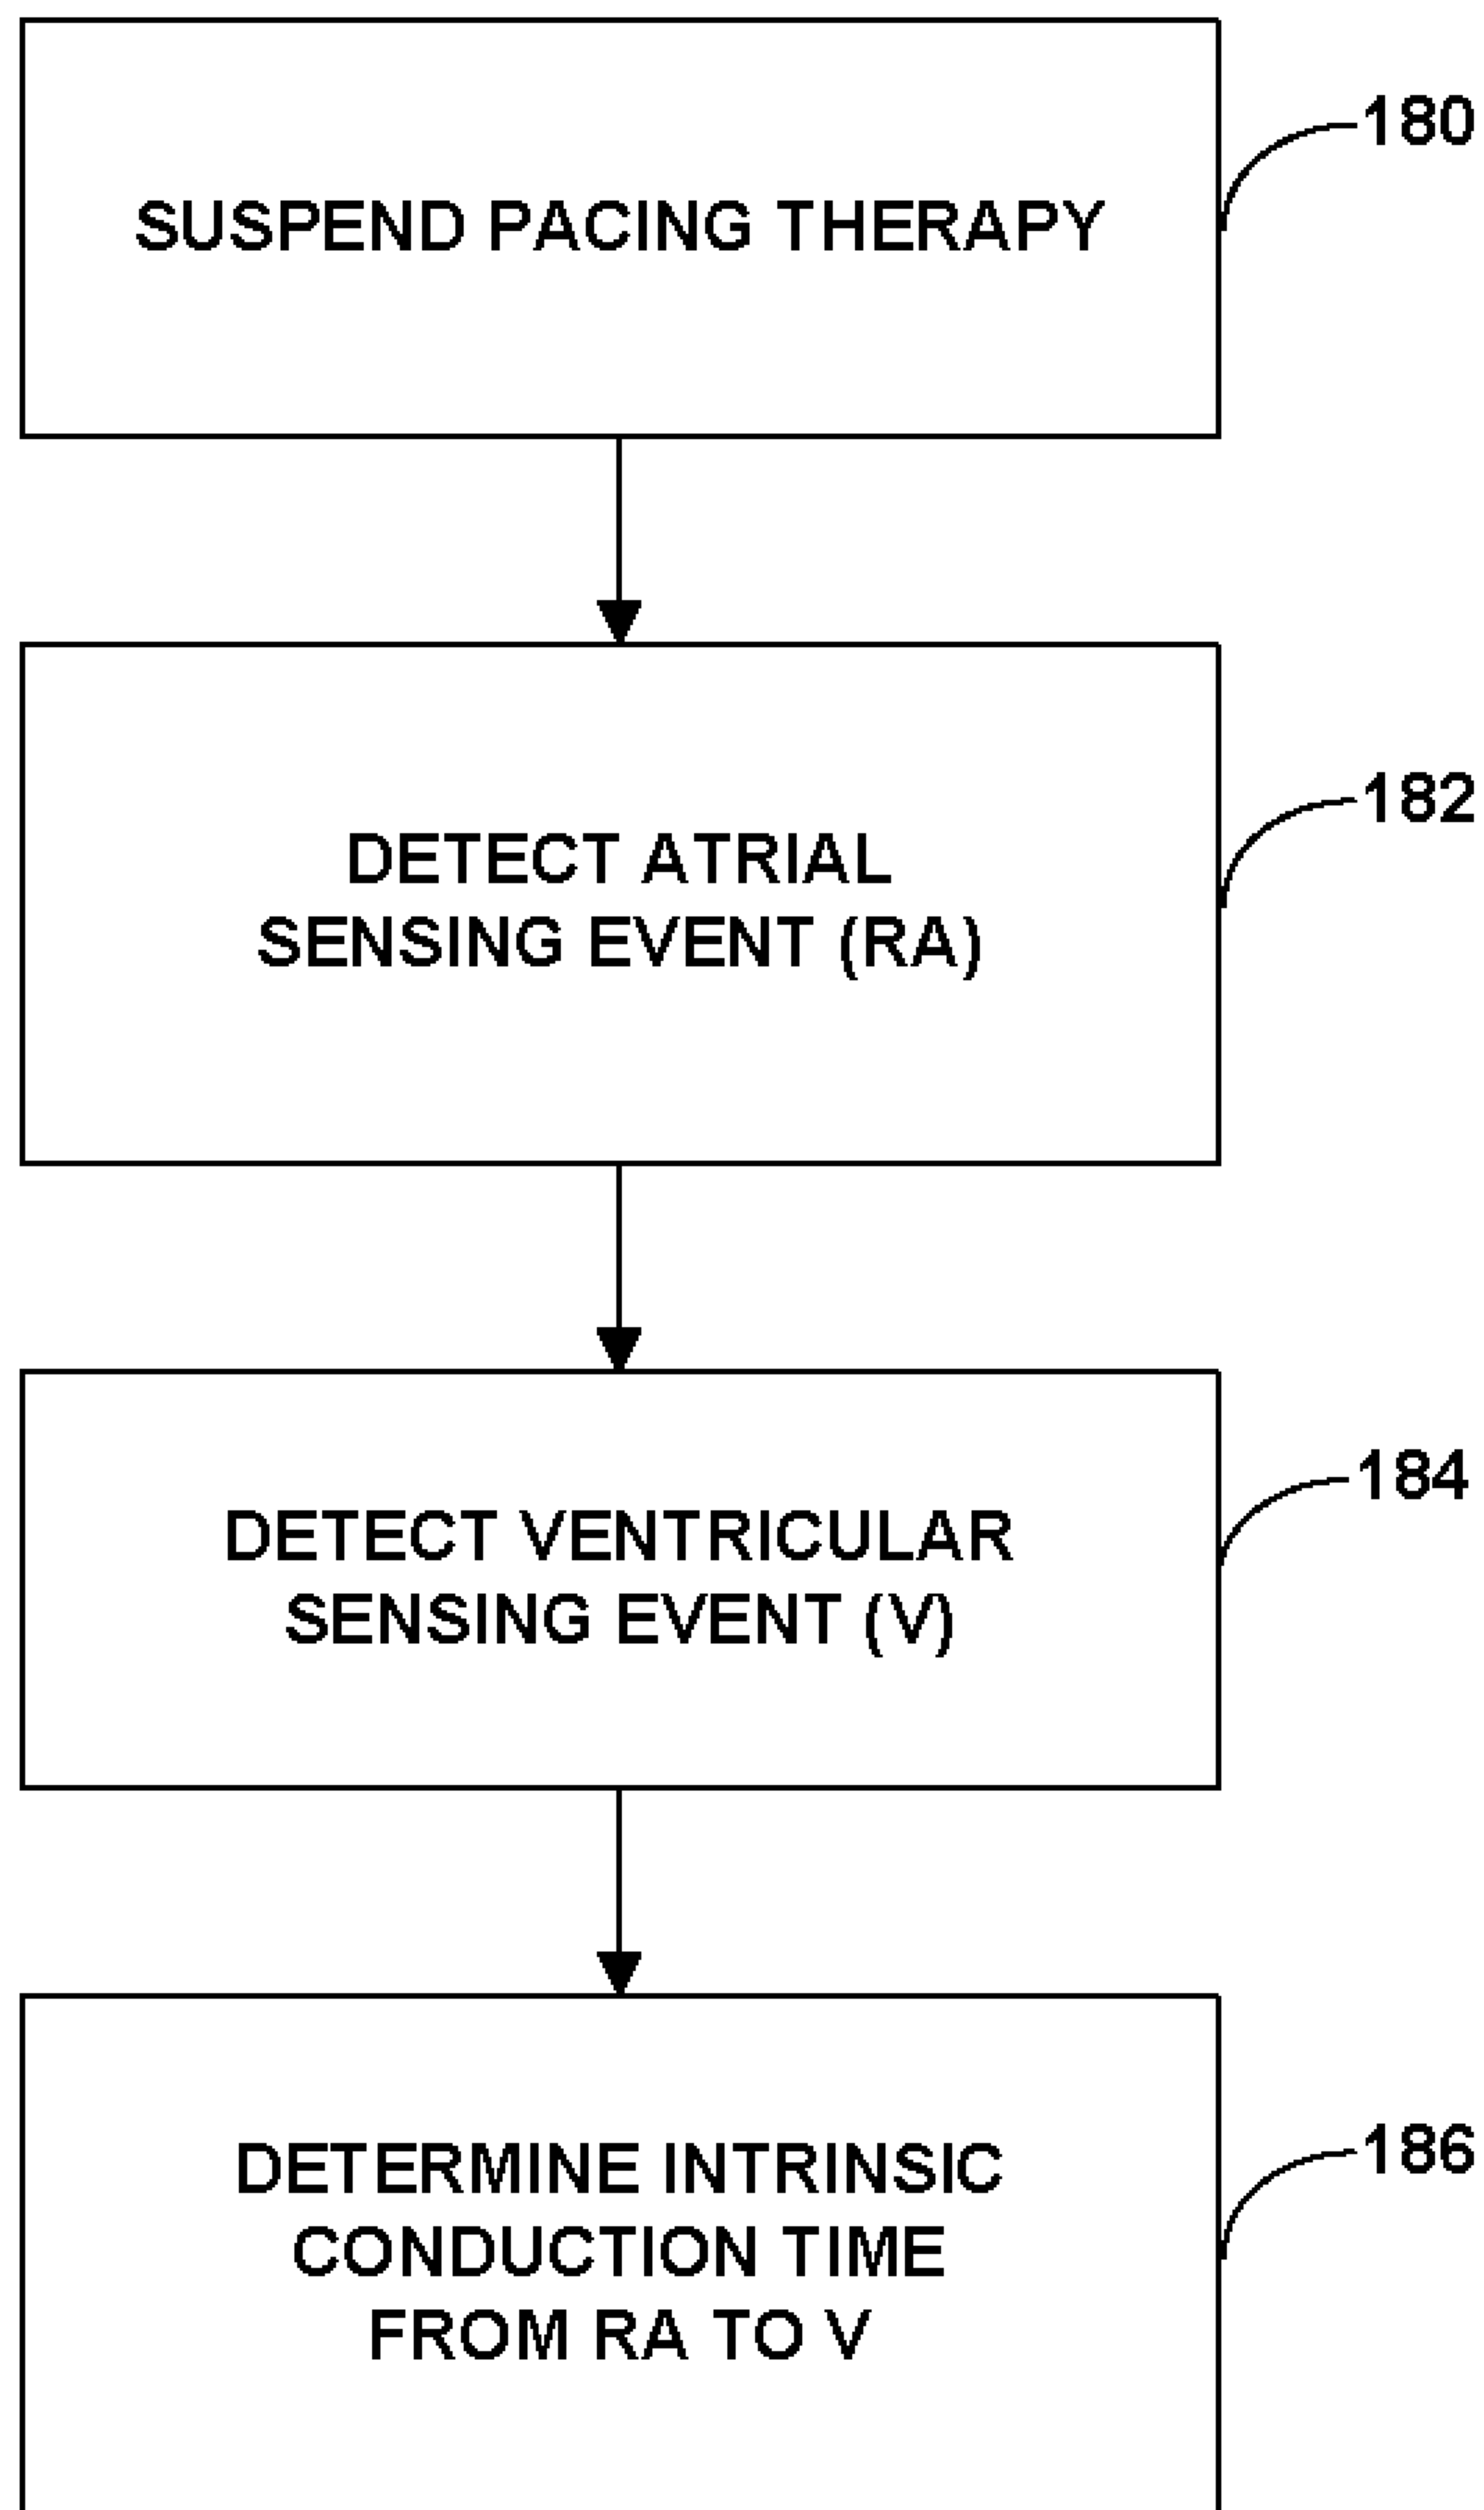 180
SUSPEND PACING THERAPY
182
DETECT ATRIAL
SENSING EVENT (RA)
184
DETECT VENTRICULAR
SENSING EVENT (V)
186
DETERMINE INTRINSIC
CONDUCTION TIME
FROM RA TO V